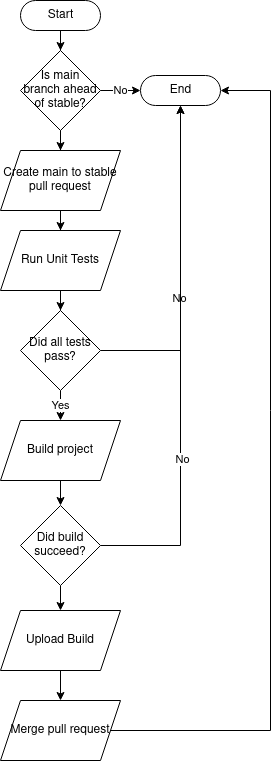 Start
Is main
branch ahead
of stable?
No
End
Create main to stable
pull request
Run Unit Tests
No
Did all tests
pass?
Yes
Build project
No
Did build
succeed?
Upload Build
Merge pull request